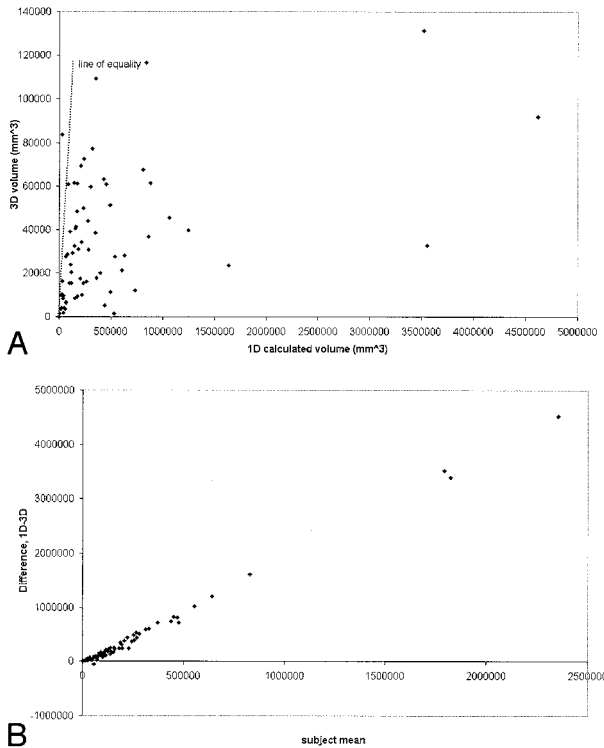 140000
120000
100000
80000
60000
40000
20000
0
3D volume (mm^3)
line of equality
0 500000 1000000 1500000 2000000 2500000 3000000 3500000 4000000 4500000 5000000
1D calculated volume (mm^3)
A
5000000
4000000
3000000
2000000
1000000
0
-1000000
Difference, 1D-3D
0 500000 1000000 1500000 2000000 2500000
subject mean
B